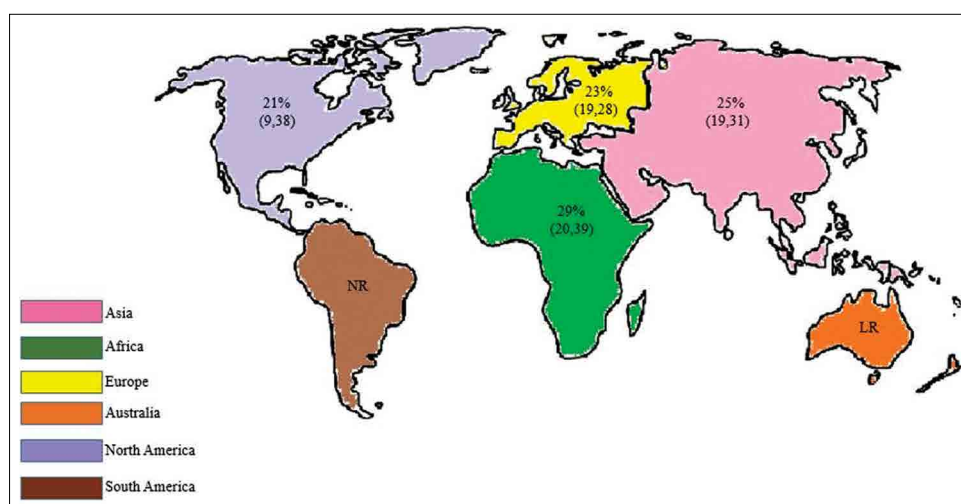 21%
(9,38)
23%
(19,28)
25%
(19,31)
29%
(20,39)
NR
LR
Asia
Africa
Europe
Australia
North America
South America